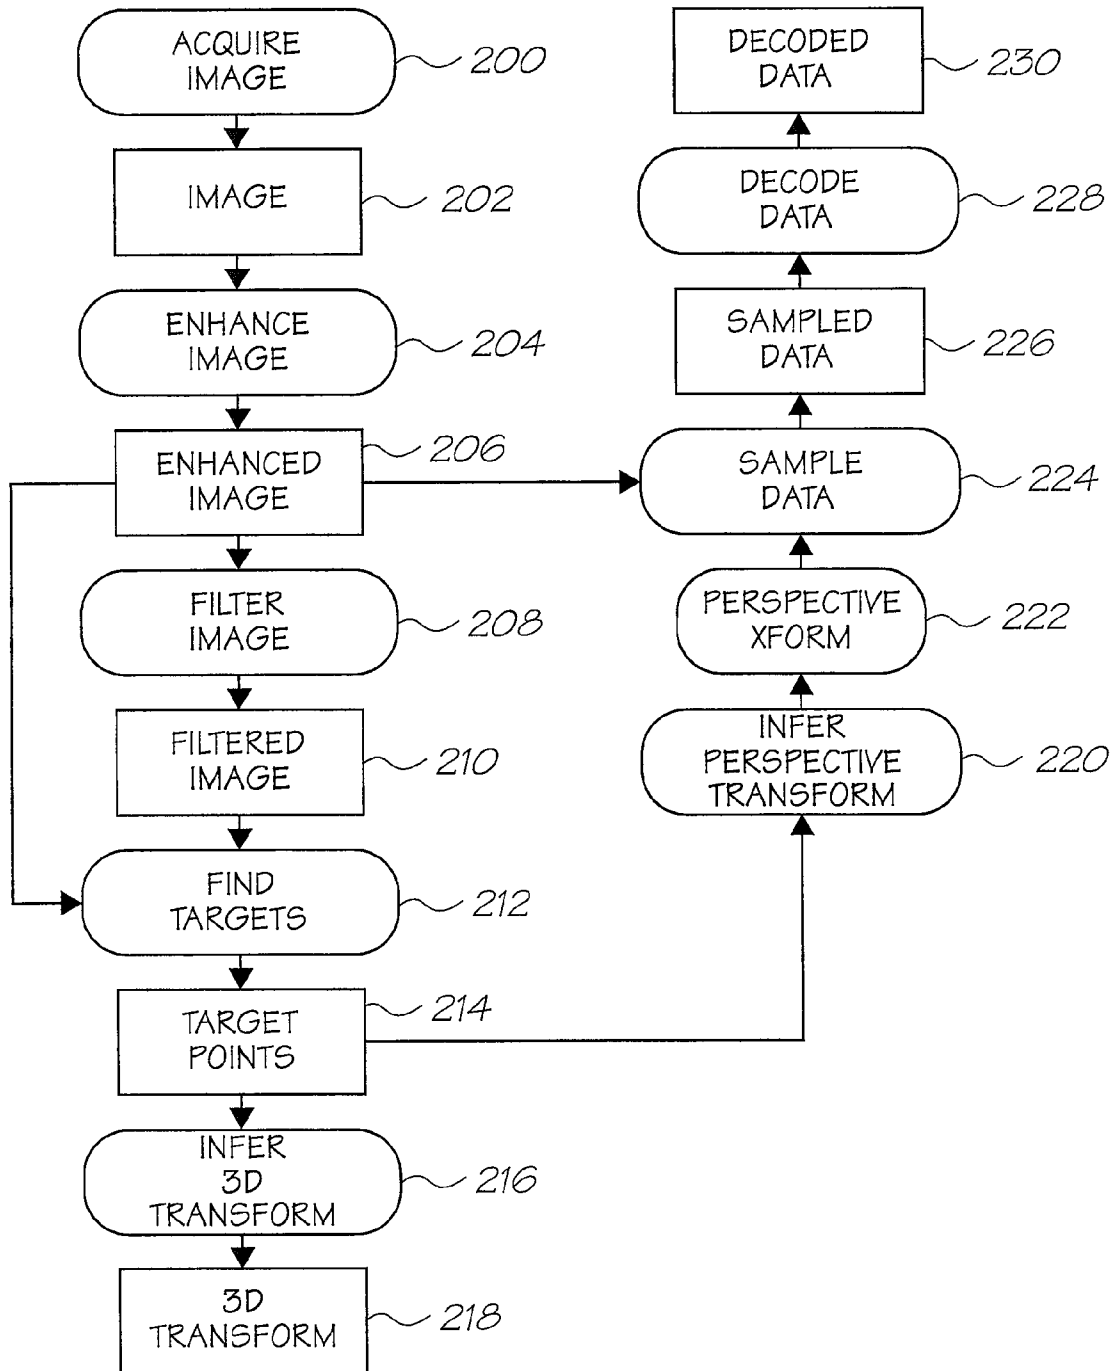 ACQUIRE
IMAGE
200
IMAGE
202
ENHANCE
IMAGE
204
ENHANCED
IMAGE
206
FILTER
IMAGE
208
FILTERED
IMAGE
210
FIND
TARGETS
212
TARGET
POINTS
214
INFER
3D
TRANSFORM
216
3D
TRANSFORM
218
DECODED
DATA
230
DECODE
DATA
228
SAMPLED
DATA
226
SAMPLE
DATA
224
PERSPECTIVE
XFORM
222
INFER
PERSPECTIVE
TRANSFORM
220